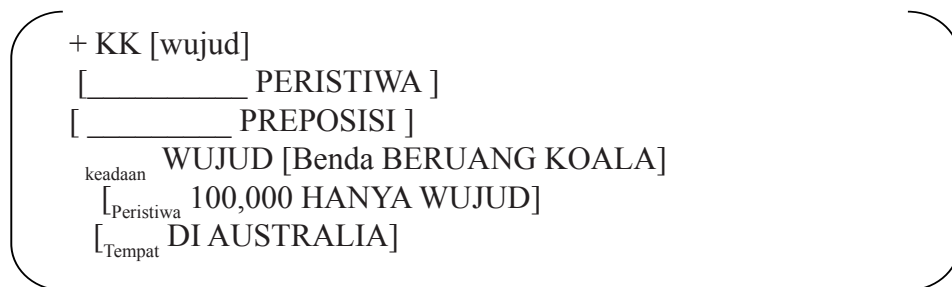 + KK [wujud]
[__________ PERISTIWA ]
[ _________ PREPOSISI ]
keadaan WUJUD [Benda BERUANG KOALA]
[Peristiwa 100,000 HANYA WUJUD]
[Tempat DI AUSTRALIA]